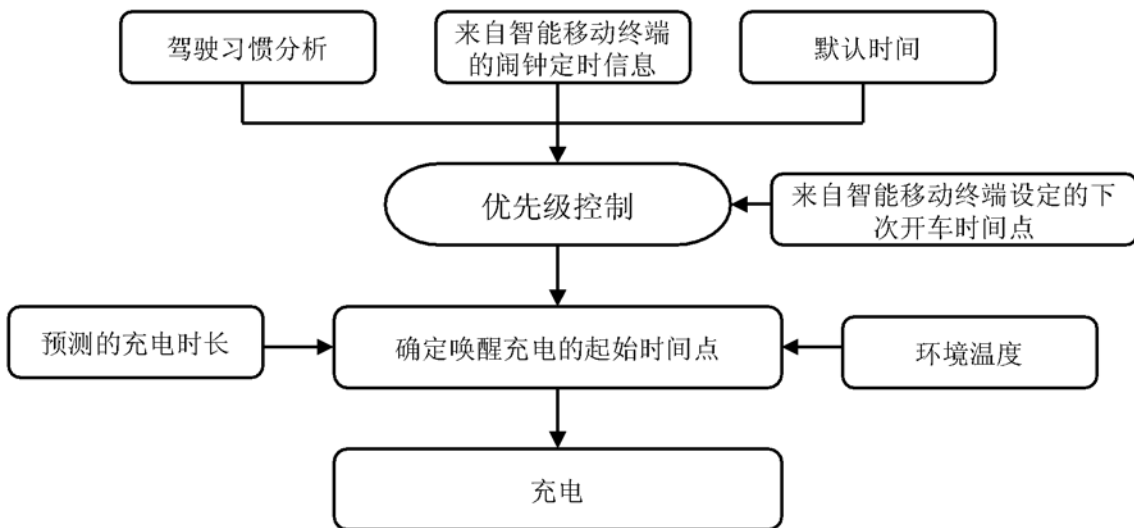 驾驶习惯分析
来自智能移动终端
的闹钟定时信息
默认时间
优先级控制
来自智能移动终端设定的下
次开车时间点
预测的充电时长
确定唤醒充电的起始时间点
环境温度
充电